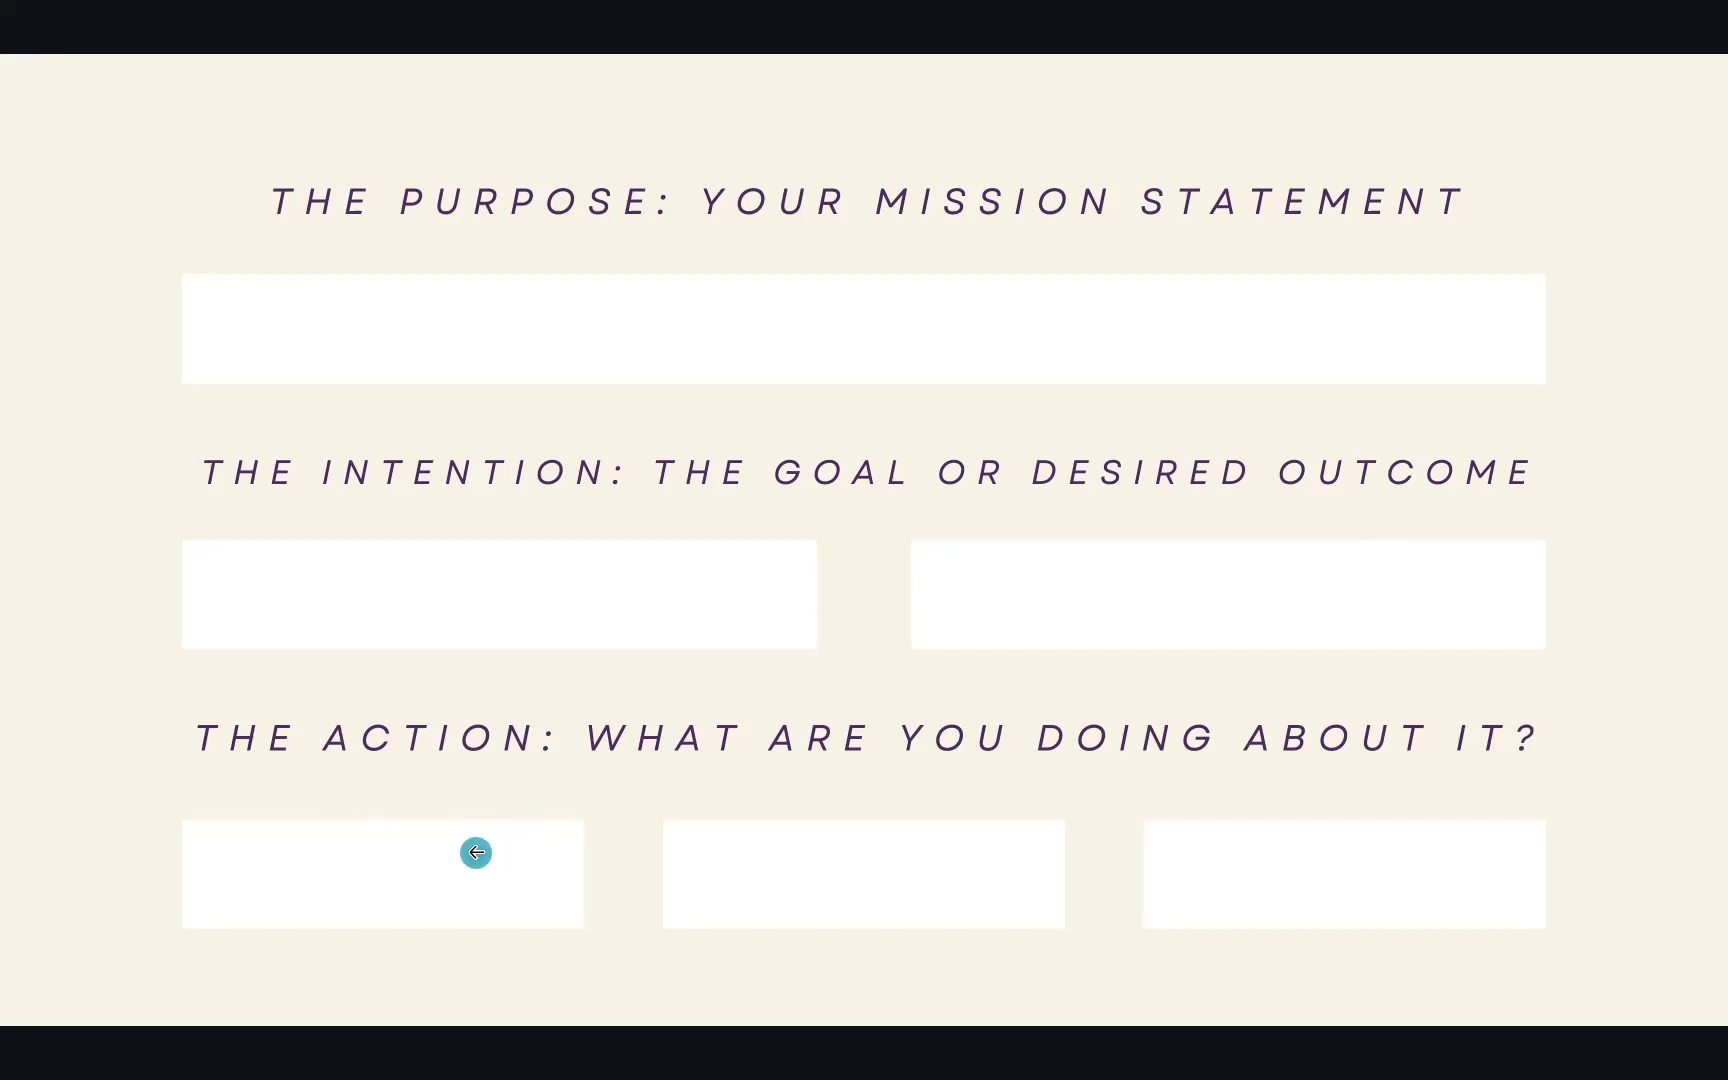 THE PURPOSE: YOUR MISSION STATEMENT
THE INTENTION: THE GOAL OR DESIRED OUTCOME
THE ACTION: WHAT ARE YOU DOING ABOUT IT?